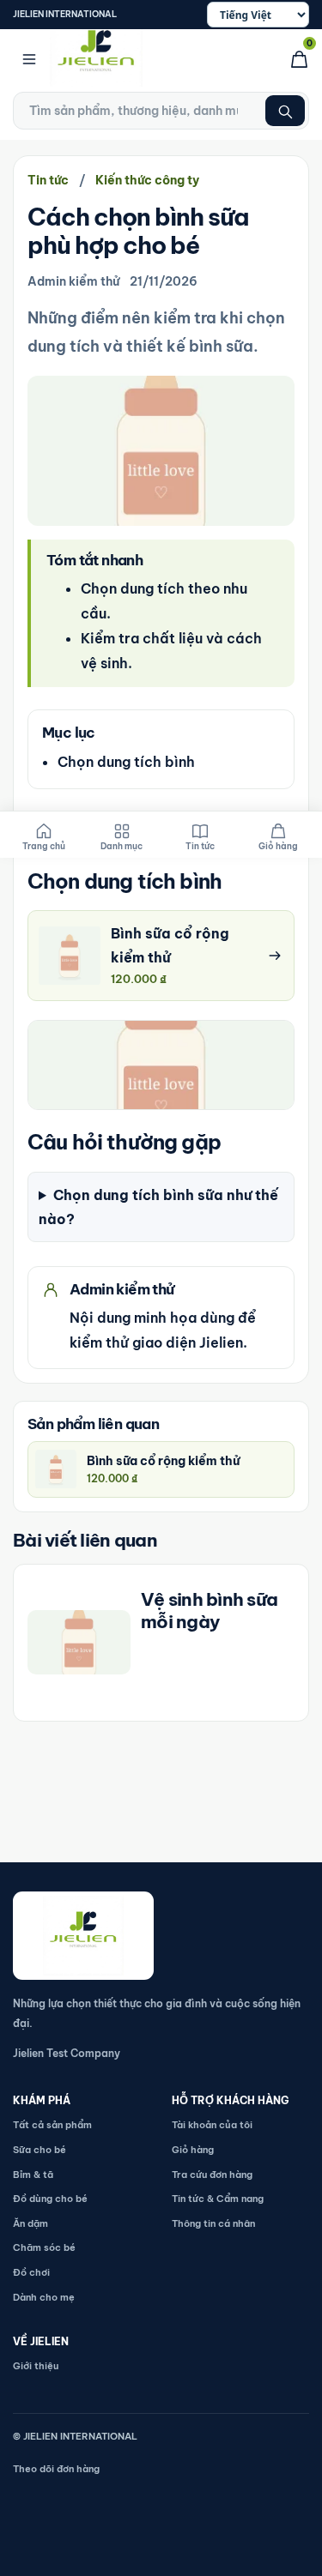 JIELIEN INTERNATIONAL
Tiếng Việt
JIELIEN
0
Tìm sản phẩm, thương hiệu, danh mụ
Tin tức / Kiến thức công ty
Cách chọn bình sữa
phù hợp cho bé
Admin kiểm thử 21/11/2026
Những điểm nên kiểm tra khi chọn
dung tích và thiết kế bình sữa.
little love
Tóm tắt nhanh
Chọn dung tích theo nhu
cầu.
Kiểm tra chất liệu và cách
vệ sinh.
Mục lục
Chọn dung tích bình
Trang chủ
Danh mục
Tin tức
Giỏ hàng
Chọn dung tích bình
Bình sữa cổ rộng
kiểm thử
120.000 ₫
little love
Câu hỏi thường gặp
Chọn dung tích bình sữa như thế
nào?
Admin kiểm thử
Nội dung minh họa dùng để
kiểm thử giao diện Jielien.
Sản phẩm liên quan
Bình sữa cổ rộng kiểm thử
120.000 ₫
Bài viết liên quan
Vệ sinh bình sữa
mỗi ngày
little love
JIELIEN
Những lựa chọn thiết thực cho gia đình và cuộc sống hiện
đại.
Jielien Test Company
KHÁM PHÁ
Tất cả sản phẩm
Sữa cho bé
Bỉm & tã
Đồ dùng cho bé
Ăn dặm
Chăm sóc bé
Đồ chơi
Dành cho mẹ
HỖ TRỢ KHÁCH HÀNG
Tài khoản của tôi
Giỏ hàng
Tra cứu đơn hàng
Tin tức & Cẩm nang
Thông tin cá nhân
VỀ JIELIEN
Giới thiệu
© JIELIEN INTERNATIONAL
Theo dõi đơn hàng